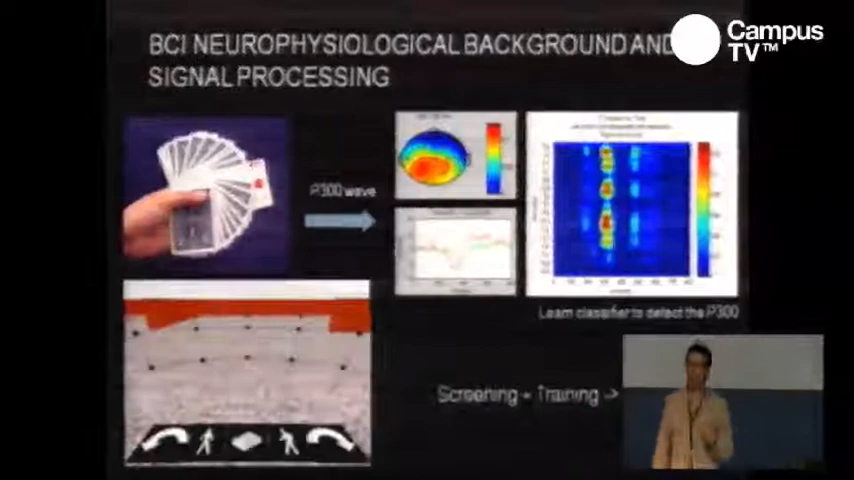 BCI NEUROPHYSIOLOGICAL BACKGROUND AND
SIGNAL PROCESSING
Campus
TV™
P300 wave
Learn classifier to detect the P300
Screening - Training ->